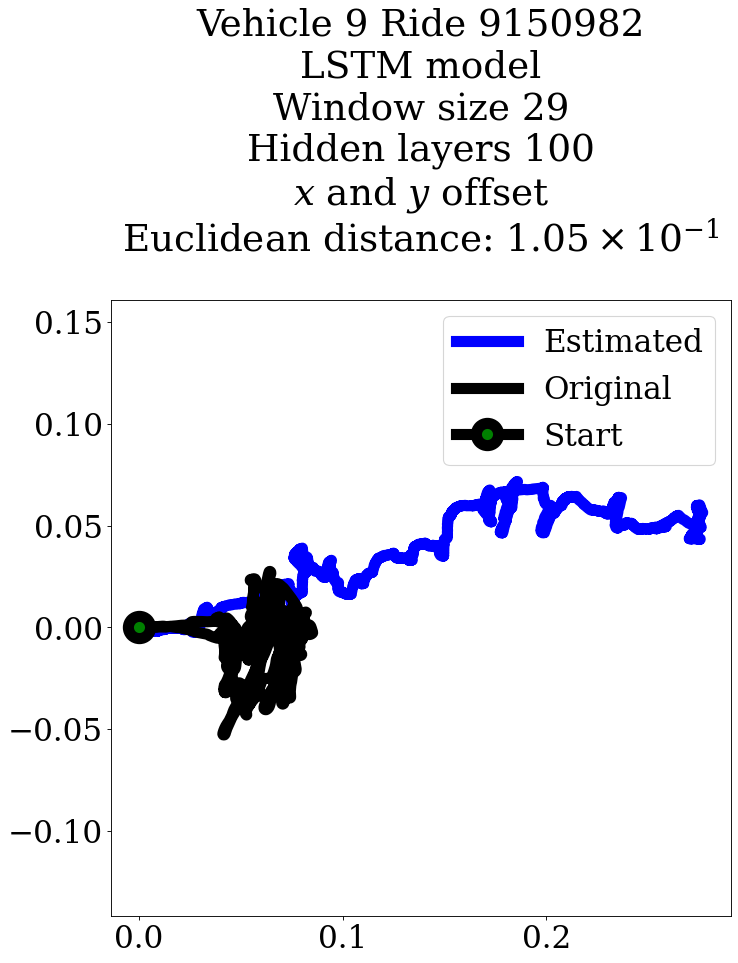 Vehicle 9 Ride 9150982
LSTM model
Window size 29
Hidden layers 100
x and y offset
Euclidean distance: 1.05 × 10⁻¹
Estimated
Original
Start
0.15
0.10
0.05
0.00
−0.05
−0.10
0.0 0.1 0.2